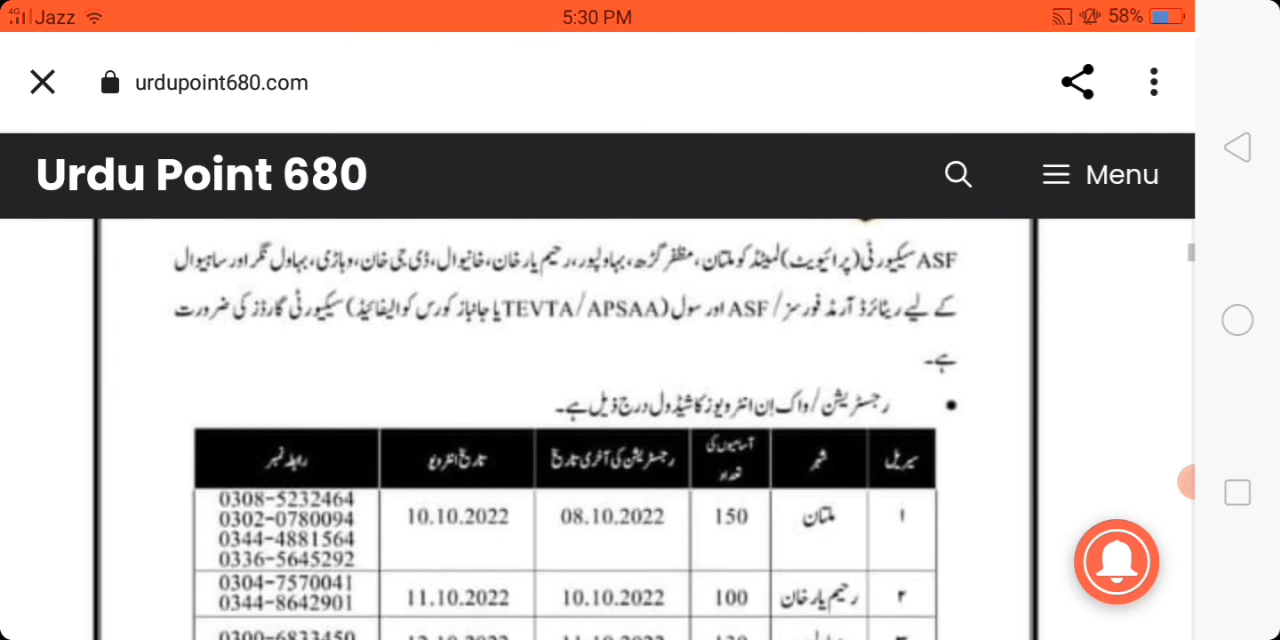 4G Jazz 5:30 PM 58%
urdupoint680.com
Urdu Point 680 Menu
ASF سیکیورٹی (پرائیویٹ) لمیٹڈ کو ملتان، مظفر گڑھ، بہاولپور، رحیم یار خان، خانیوال، ڈی جی خان، وہاڑی، بہاول نگر اور ساہیوال
کے لیے ریٹائرڈ آرمڈ فورسز / ASF اور سول (TEVTA/APSAA یا جانباز کورس کوالیفائیڈ) سیکیورٹی گارڈز کی ضرورت
ہے۔
• رجسٹریشن / واک اِن انٹرویوز کا شیڈول درج ذیل ہے۔
سیریل شہر آسامیوں کی تعداد رجسٹریشن کی آخری تاریخ تاریخ انٹرویو رابطہ نمبر
۱ ملتان 150 08.10.2022 10.10.2022 0308-5232464
0302-0780094
0344-4881564
0336-5645292
۲ رحیم یار خان 100 10.10.2022 11.10.2022 0304-7570041
0344-8642901
0300-6833450